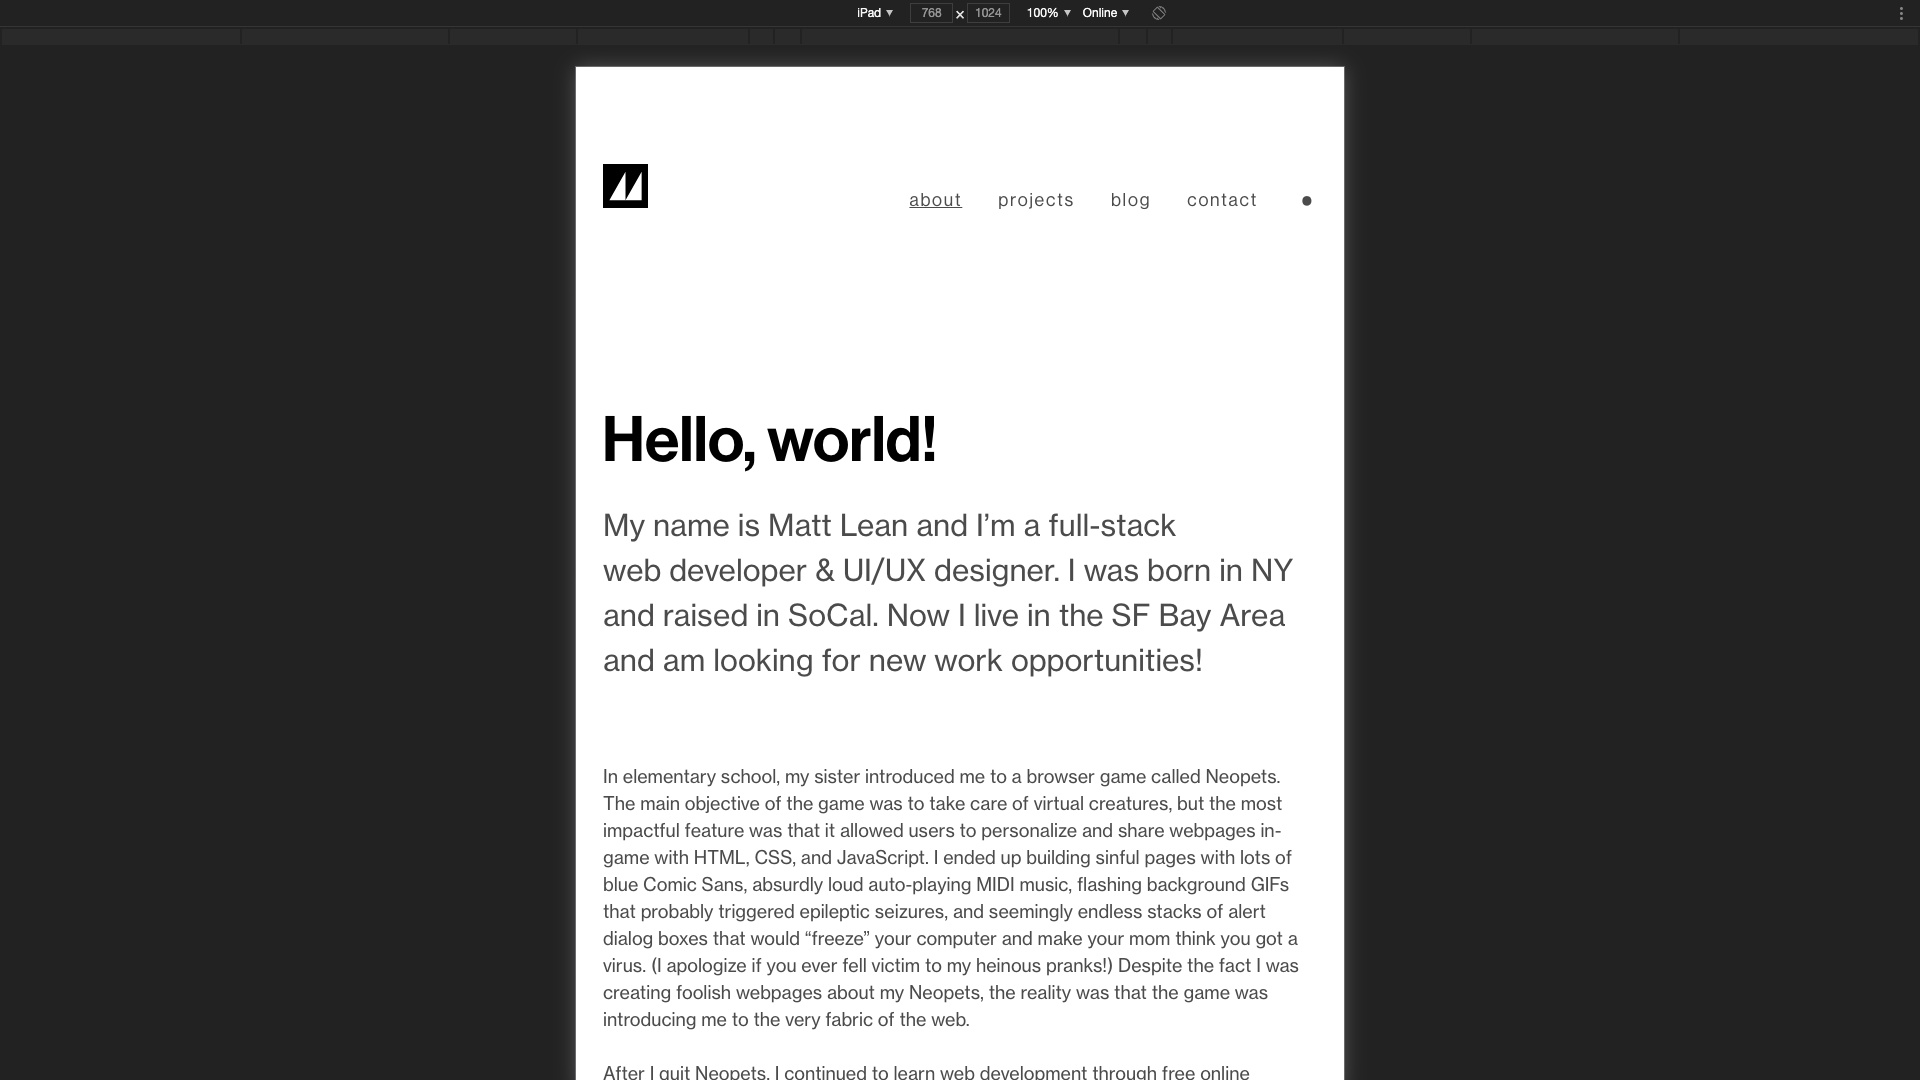 iPad ▼ 768 × 1024 100% ▼ Online ▼
about projects blog contact ●
Hello, world!
My name is Matt Lean and I’m a full-stack
web developer & UI/UX designer. I was born in NY
and raised in SoCal. Now I live in the SF Bay Area
and am looking for new work opportunities!
In elementary school, my sister introduced me to a browser game called Neopets.
The main objective of the game was to take care of virtual creatures, but the most
impactful feature was that it allowed users to personalize and share webpages in-
game with HTML, CSS, and JavaScript. I ended up building sinful pages with lots of
blue Comic Sans, absurdly loud auto-playing MIDI music, flashing background GIFs
that probably triggered epileptic seizures, and seemingly endless stacks of alert
dialog boxes that would “freeze” your computer and make your mom think you got a
virus. (I apologize if you ever fell victim to my heinous pranks!) Despite the fact I was
creating foolish webpages about my Neopets, the reality was that the game was
introducing me to the very fabric of the web.
After I quit Neopets, I continued to learn web development through free online